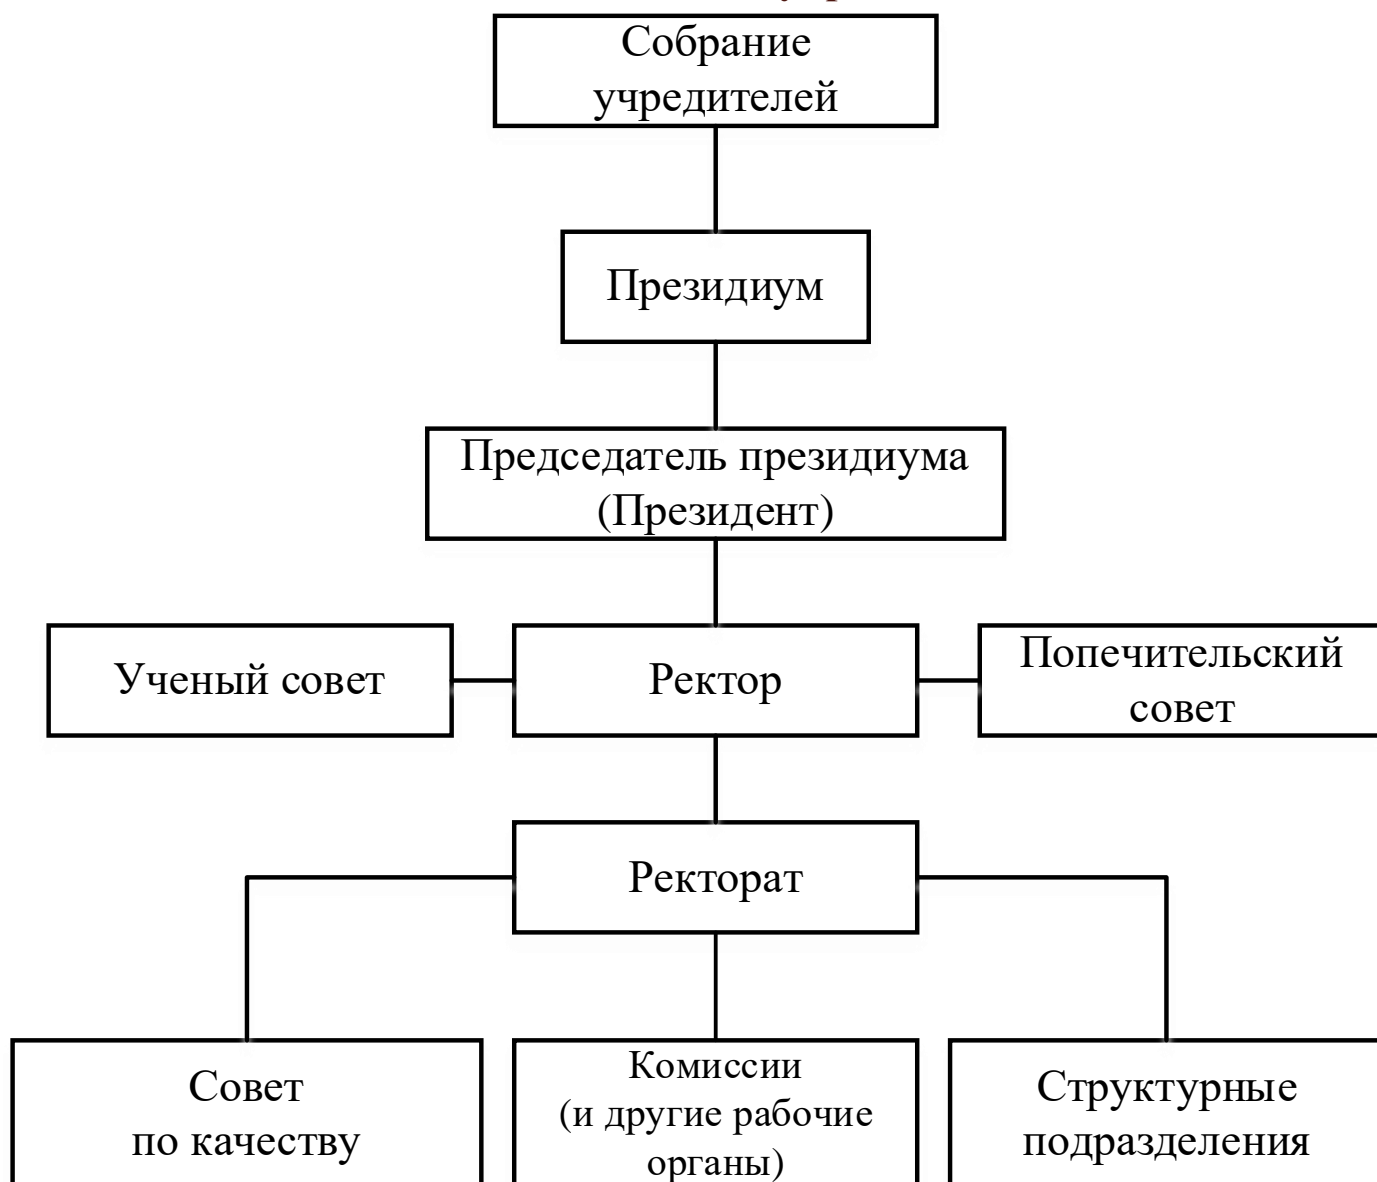 Собрание
учредителей
Президиум
Председатель президиума
(Президент)
Ученый совет
Ректор
Попечительский
совет
Ректорат
Совет
по качеству
Комиссии
(и другие рабочие
органы)
Структурные
подразделения